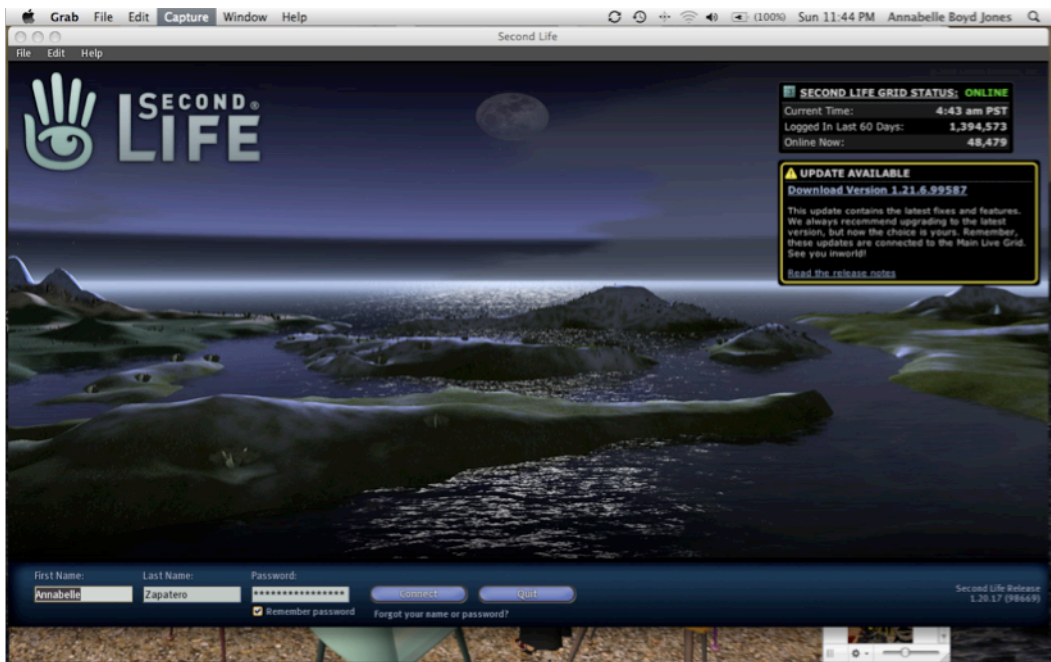 Grab File Edit Capture Window Help (100%) Sun 11:44 PM Annabelle Boyd Jones
Second Life
File Edit Help
SECOND® LIFE
SECOND LIFE GRID STATUS: ONLINE
Current Time: 4:43 am PST
Logged In Last 60 Days: 1,394,573
Online Now: 48,479
UPDATE AVAILABLE
Download Version 1.21.6.99587
This update contains the latest fixes and features.
We always recommend upgrading to the latest
version, but now the choice is yours. Remember,
these updates are connected to the Main Live Grid.
See you inworld!
Read the release notes
First Name: Last Name: Password:
Annabelle Zapatero ****************
Connect Quit
Remember password
Forgot your name or password?
Second Life Release
1.20.17 (98669)